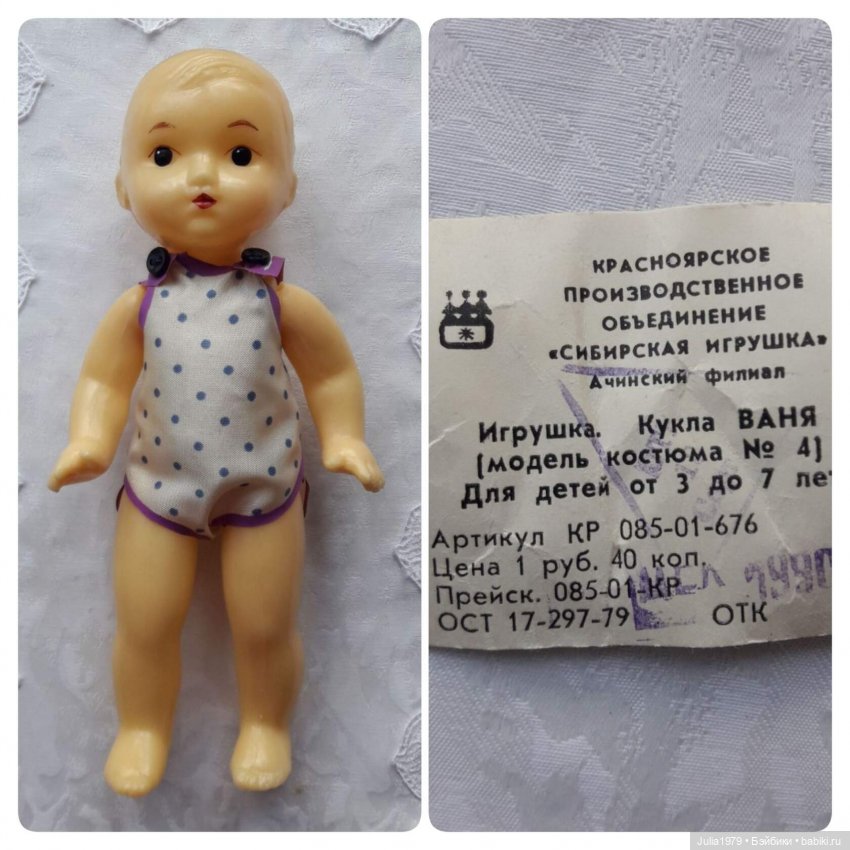 КРАСНОЯРСКОЕ
ПРОИЗВОДСТВЕННОЕ
ОБЪЕДИНЕНИЕ
«СИБИРСКАЯ ИГРУШКА»
Ачинский филиал
Игрушка. Кукла ВАНЯ
(модель костюма № 4)
Для детей от 3 до 7 лет
Артикул КР 085-01-676
Цена 1 руб. 40 коп.
Прейск. 085-01-КР
1990
ОСТ 17-297-79 ОТК
Julia1979 • Бэйбики • babiki.ru